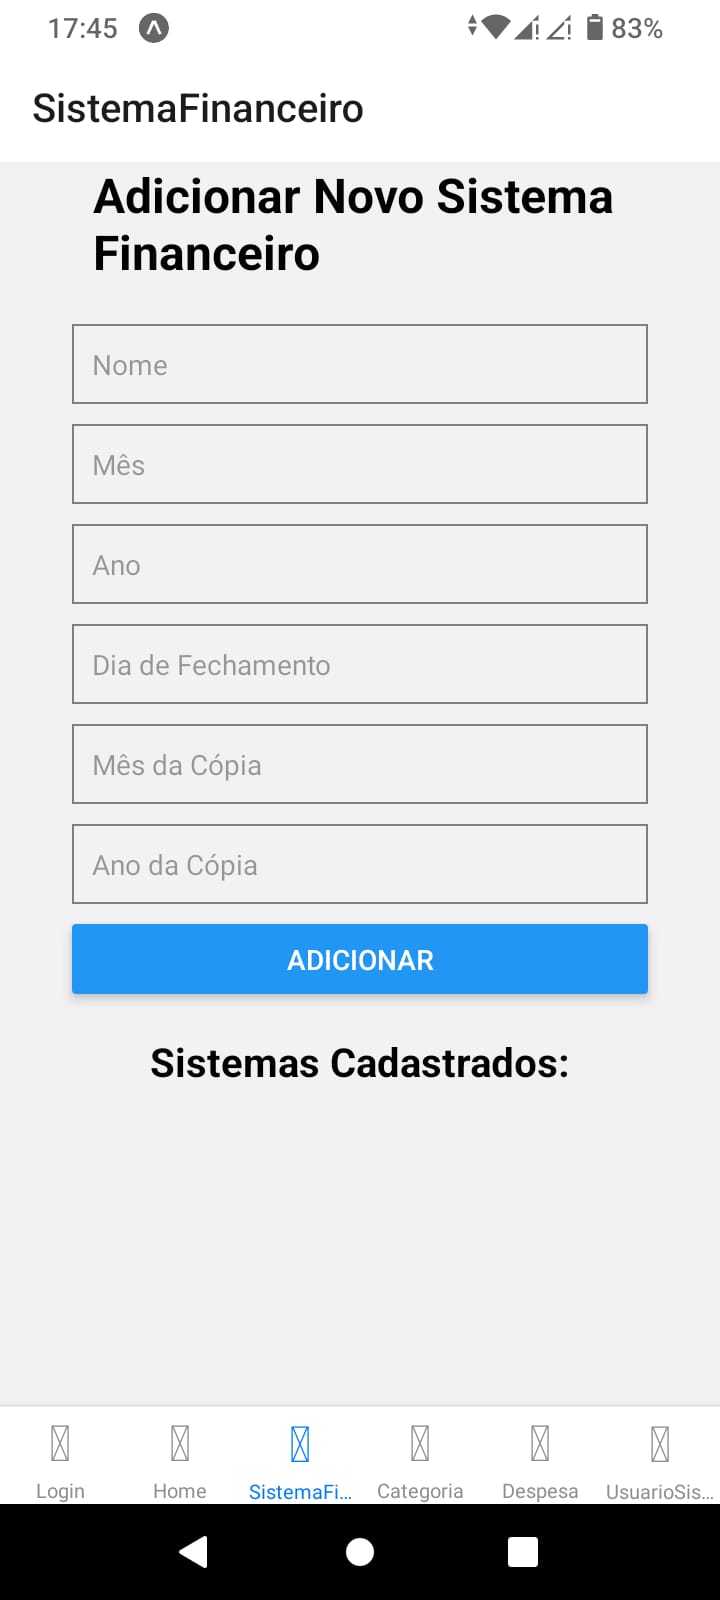 17:45
83%
SistemaFinanceiro
Adicionar Novo Sistema
Financeiro
Nome
Mês
Ano
Dia de Fechamento
Mês da Cópia
Ano da Cópia
ADICIONAR
Sistemas Cadastrados:
Login Home SistemaFi... Categoria Despesa UsuarioSis...